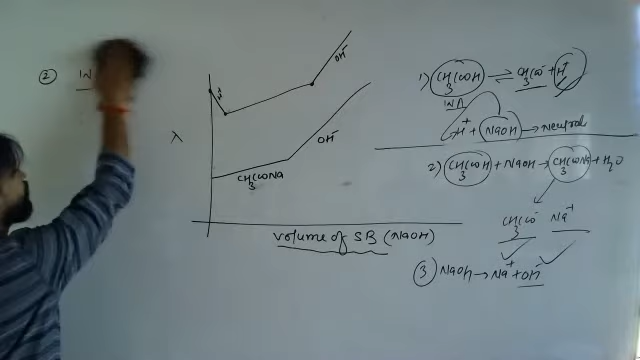 ②
H⁺
OH⁻
λ
CH₃COONa
OH⁻
volume of SB (NaOH)
1) CH₃COOH ⇌ CH₃COO⁻ + H⁺
WA
H⁺ + NaOH → Neutral
2) CH₃COOH + NaOH → CH₃COONa + H₂O
CH₃COO⁻ Na⁺
③ NaOH → Na⁺ + OH⁻